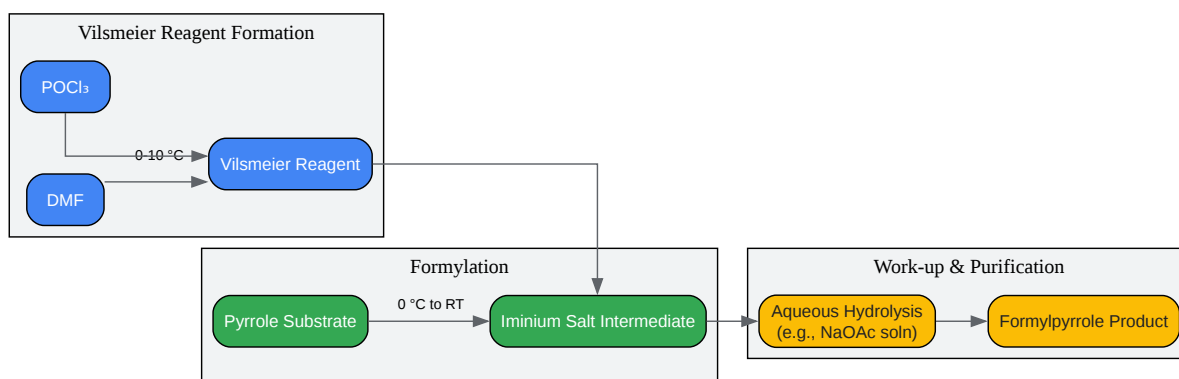 Vilsmeier Reagent Formation
POCl₃
0-10 °C
Vilsmeier Reagent
DMF
Formylation
Pyrrole Substrate
0 °C to RT
Iminium Salt Intermediate
Work-up & Purification
Aqueous Hydrolysis
(e.g., NaOAc soln)
Formylpyrrole Product